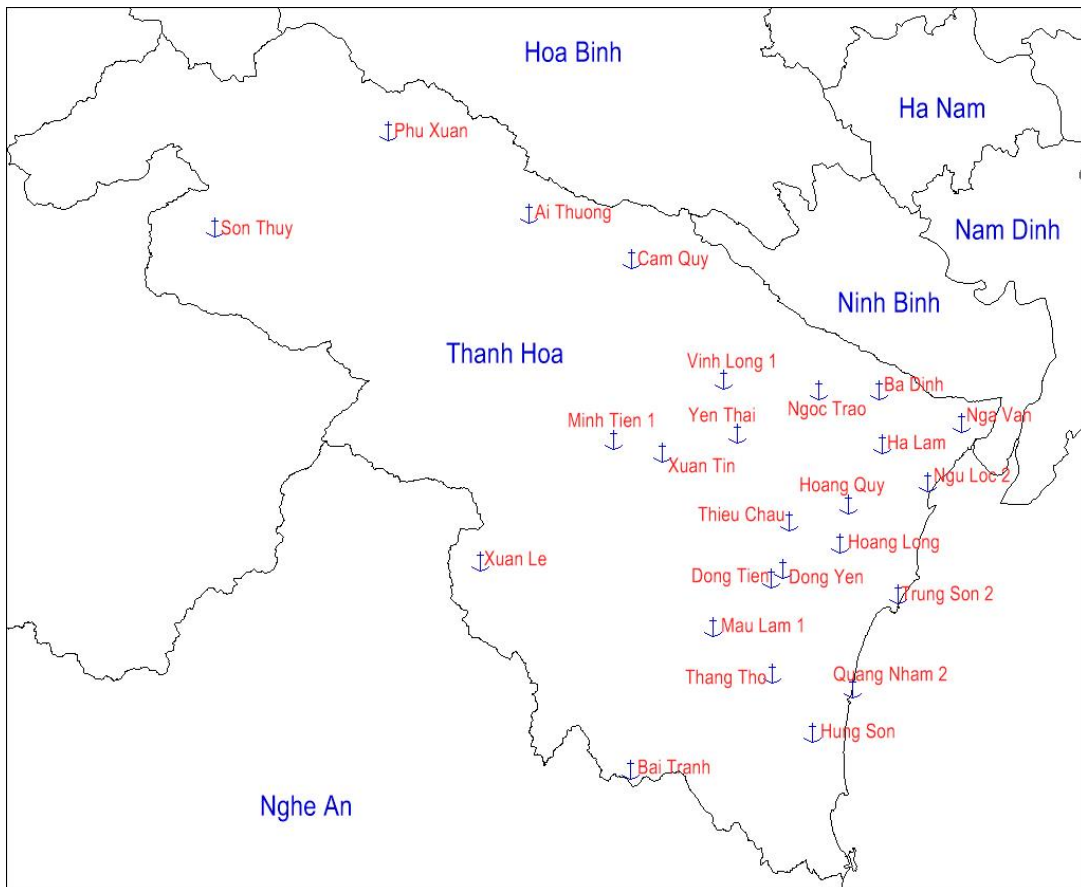 Hoa Binh
Ha Nam
Phu Xuan
Ai Thuong
Son Thuy
Nam Dinh
Cam Quy
Ninh Binh
Thanh Hoa
Vinh Long 1
Ba Dinh
Ngoc Trao
Minh Tien 1
Yen Thai
Nga Van
Ha Lam
Xuan Tin
Ngu Loc 2
Hoang Quy
Thieu Chau
Hoang Long
Xuan Le
Dong Tien
Dong Yen
Trung Son 2
Mau Lam 1
Thang Tho
Quang Nham 2
Hung Son
Bai Tranh
Nghe An